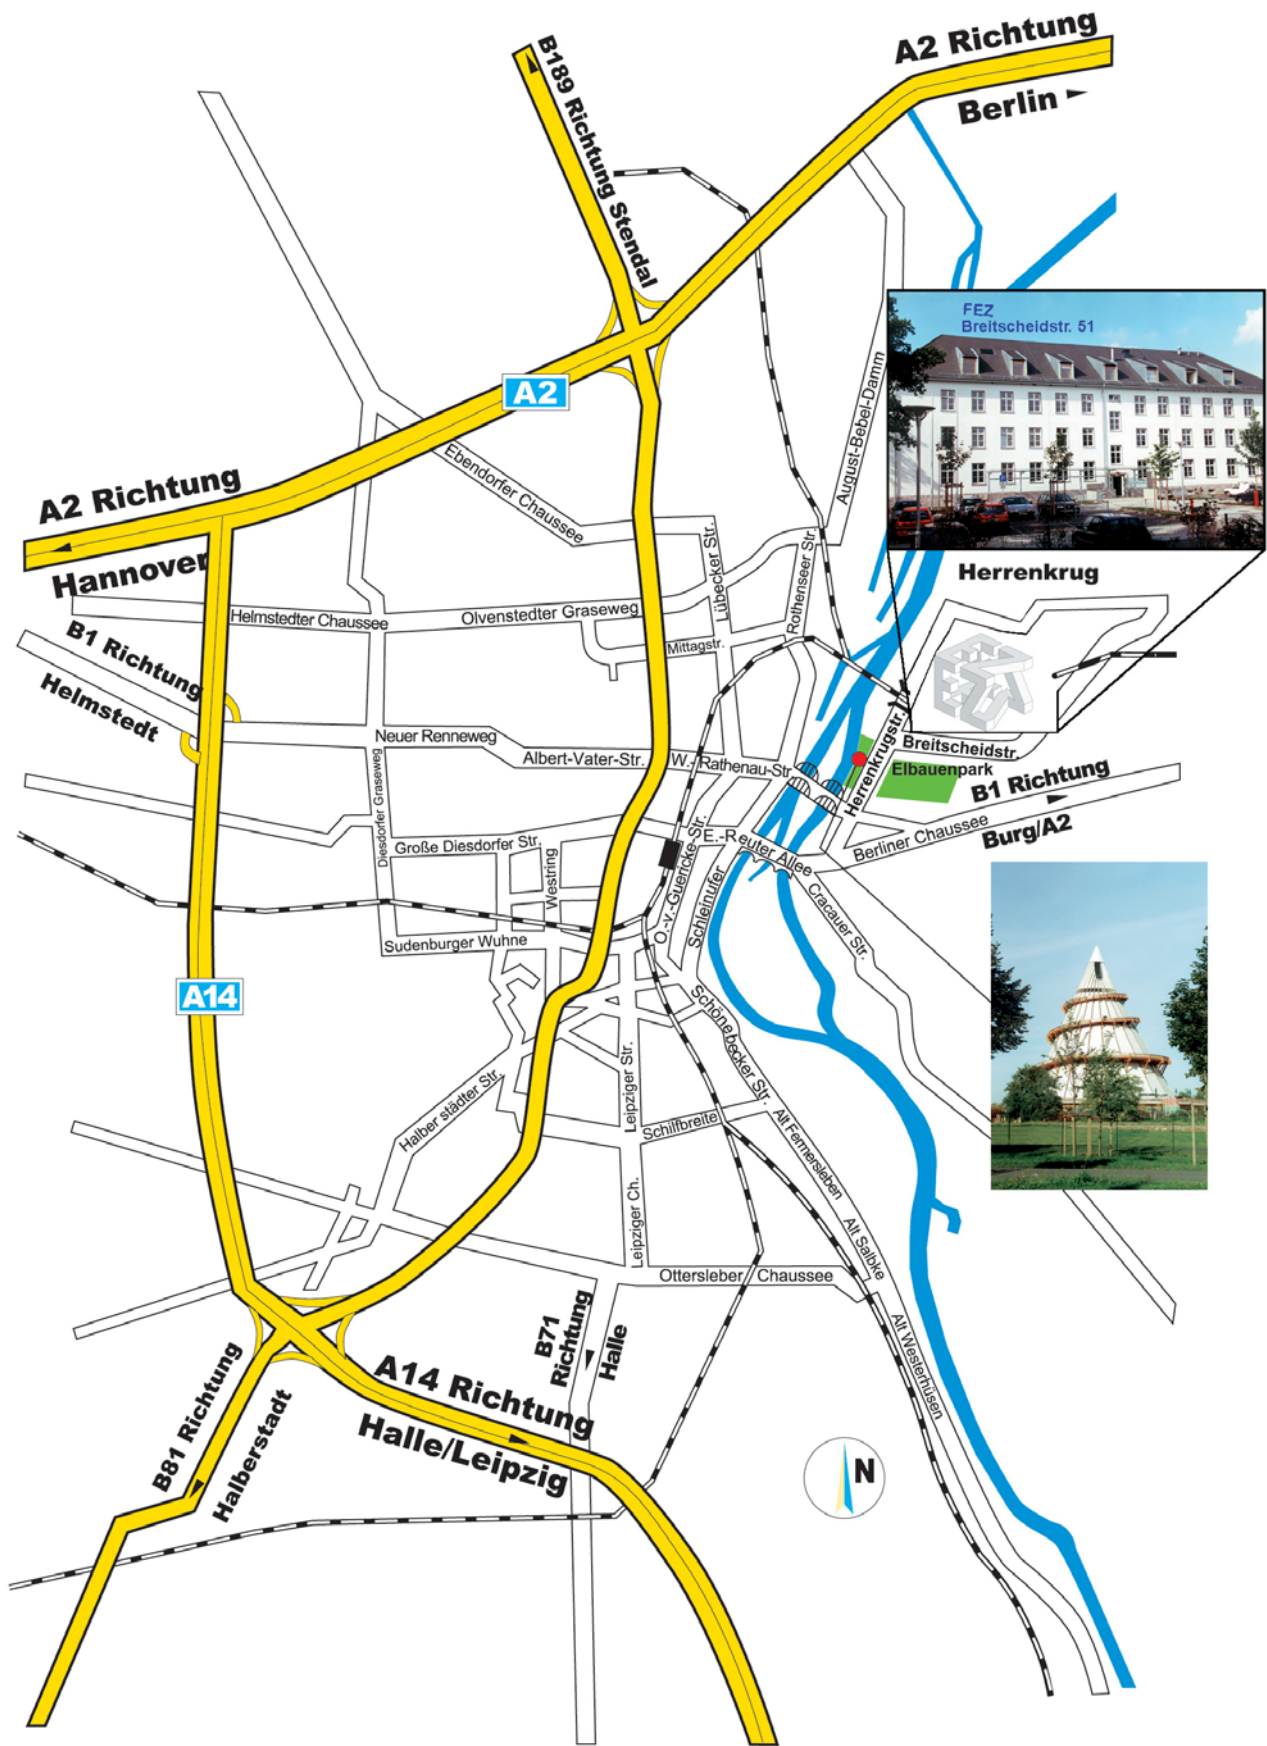 A2 Richtung
Berlin
B189 Richtung Stendal
FEZ
Breitscheidstr. 51
August-Bebel-Damm
A2
Ebendorfer Chaussee
A2 Richtung
Hannover
Herrenkrug
Lübecker Str.
Rothenseer Str.
Helmstedter Chaussee
Olvenstedter Graseweg
Mittagstr.
B1 Richtung
Helmstedt
Neuer Renneweg
Albert-Vater-Str.
W.-Rathenau-Str
Herrenkrugstr.
Breitscheidstr.
Elbauenpark
B1 Richtung
Burg/A2
Berliner Chaussee
Diesdorfer Graseweg
Große Diesdorfer Str.
Westring
E.-Reuter Allee
O.-v.-Guericke-Str.
Schleinufer
Cracauer Str.
Sudenburger Wuhne
A14
Schönebecker Str.
Halber städter Str.
Leipziger Str.
Schilfbreite
Alt Fermersleben
Leipziger Ch.
Alt Salbke
Ottersleber Chaussee
B71
Richtung
Halle
Alt Westerhüsen
B81 Richtung
Halberstadt
A14 Richtung
Halle/Leipzig
N